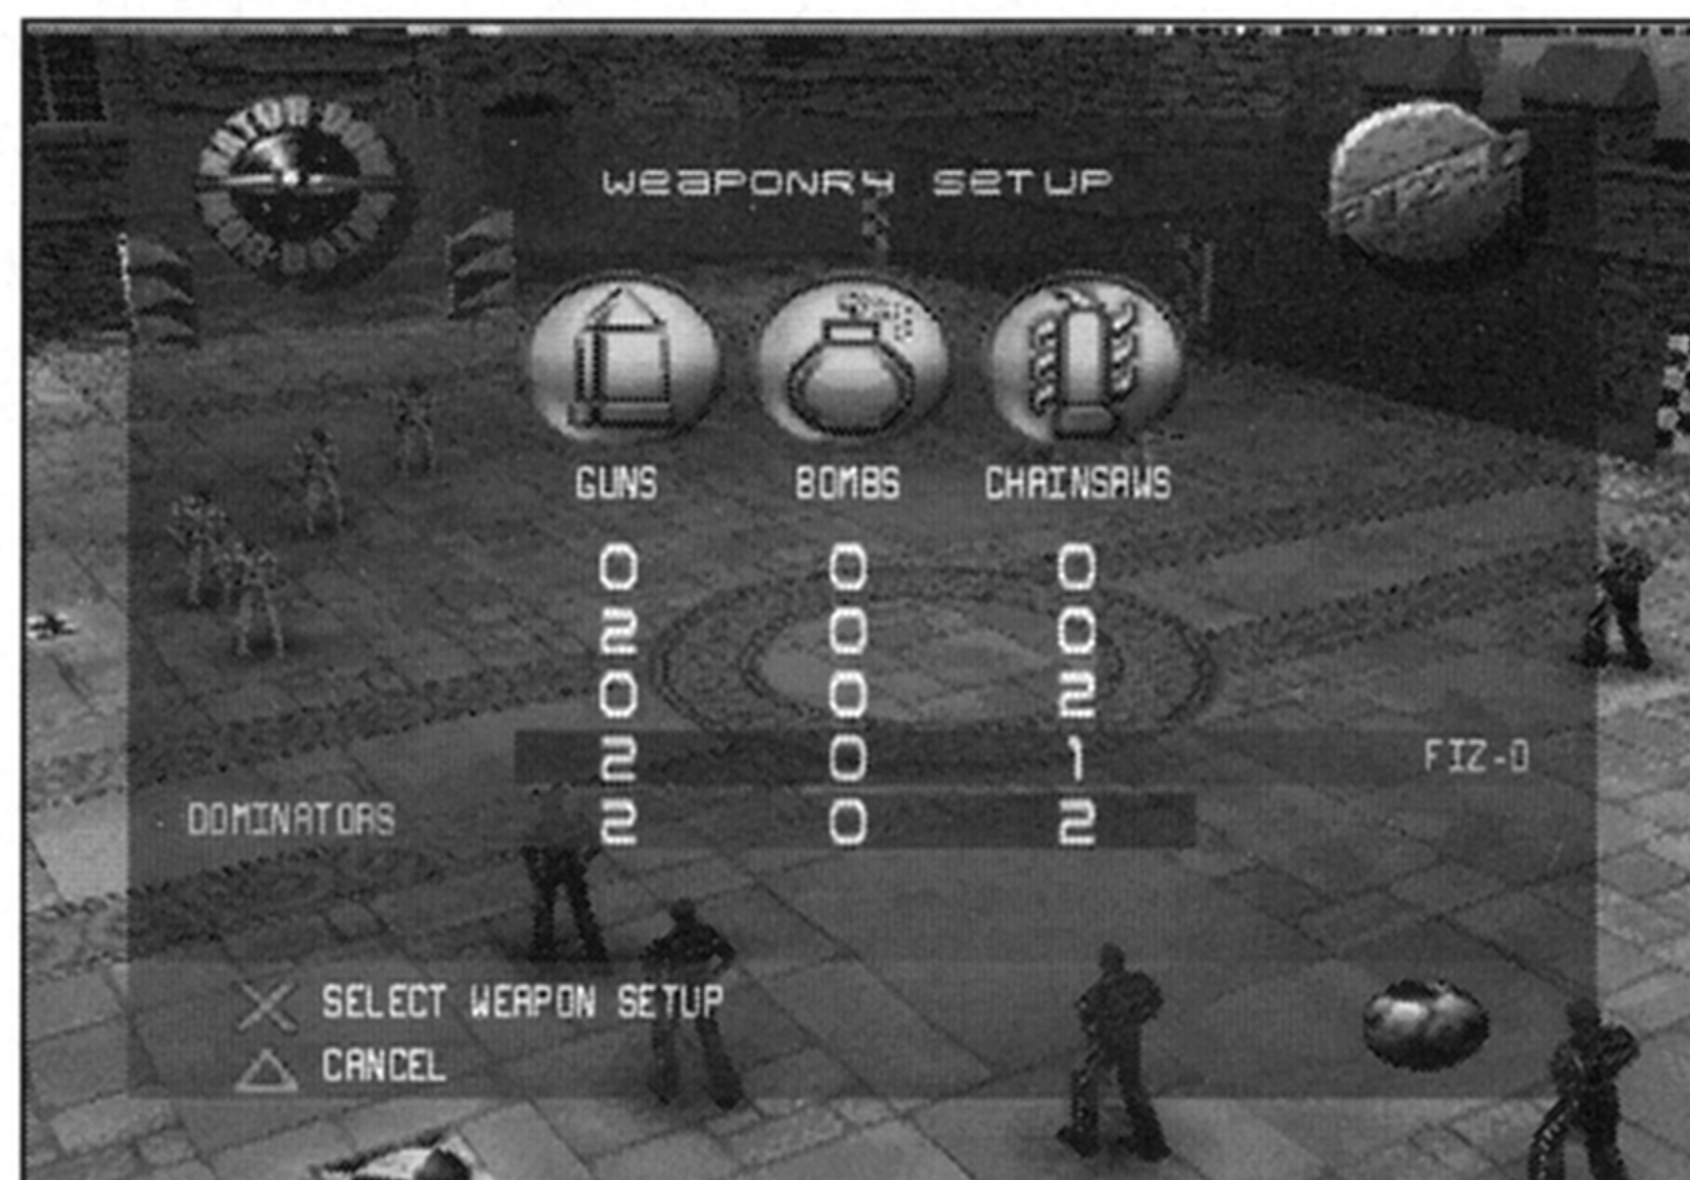 WEAPONRY SETUP
GUNS BOMBS CHAINSAWS
0 0 0
2 0 0
0 0 2
2 0 1 FIZ-O
DOMINATORS 2 0 2
SELECT WEAPON SETUP
CANCEL